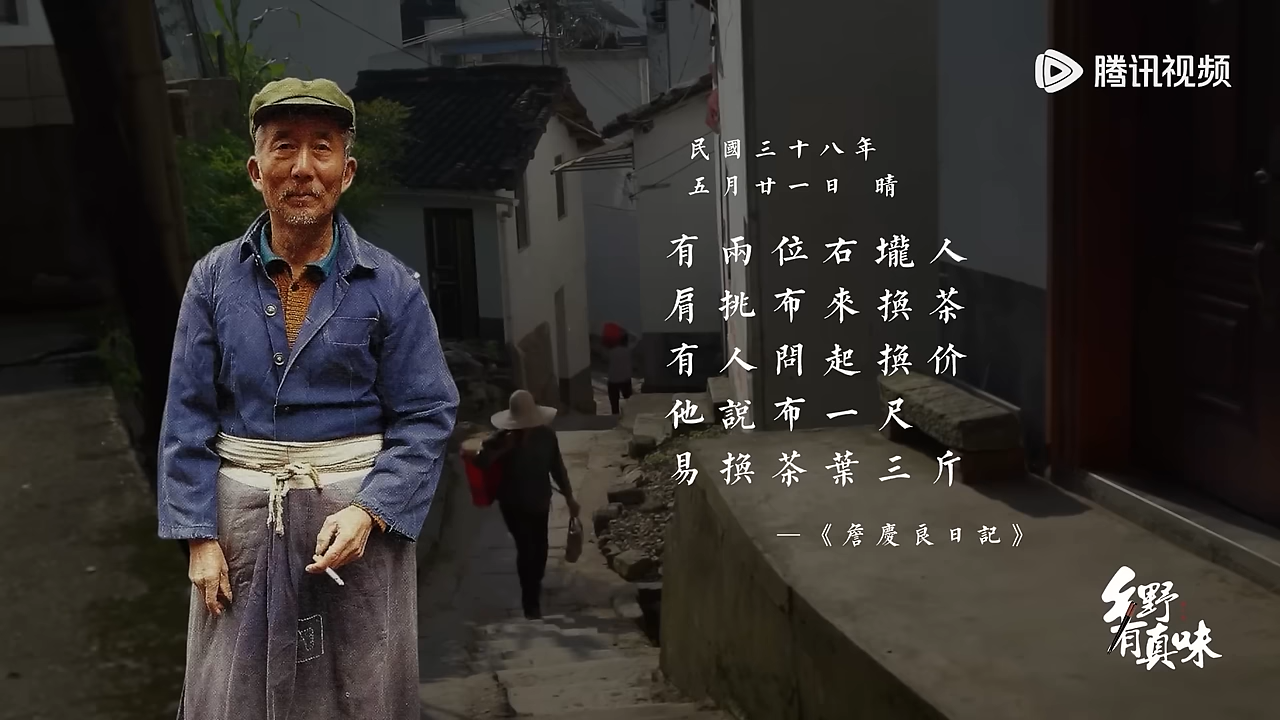 腾讯视频
民國三十八年
五月廿一日 晴
有兩位右壠人
肩挑布來換茶
有人問起換价
他說布一尺
易換茶葉三斤
—《詹慶良日記》
乡野
有真味